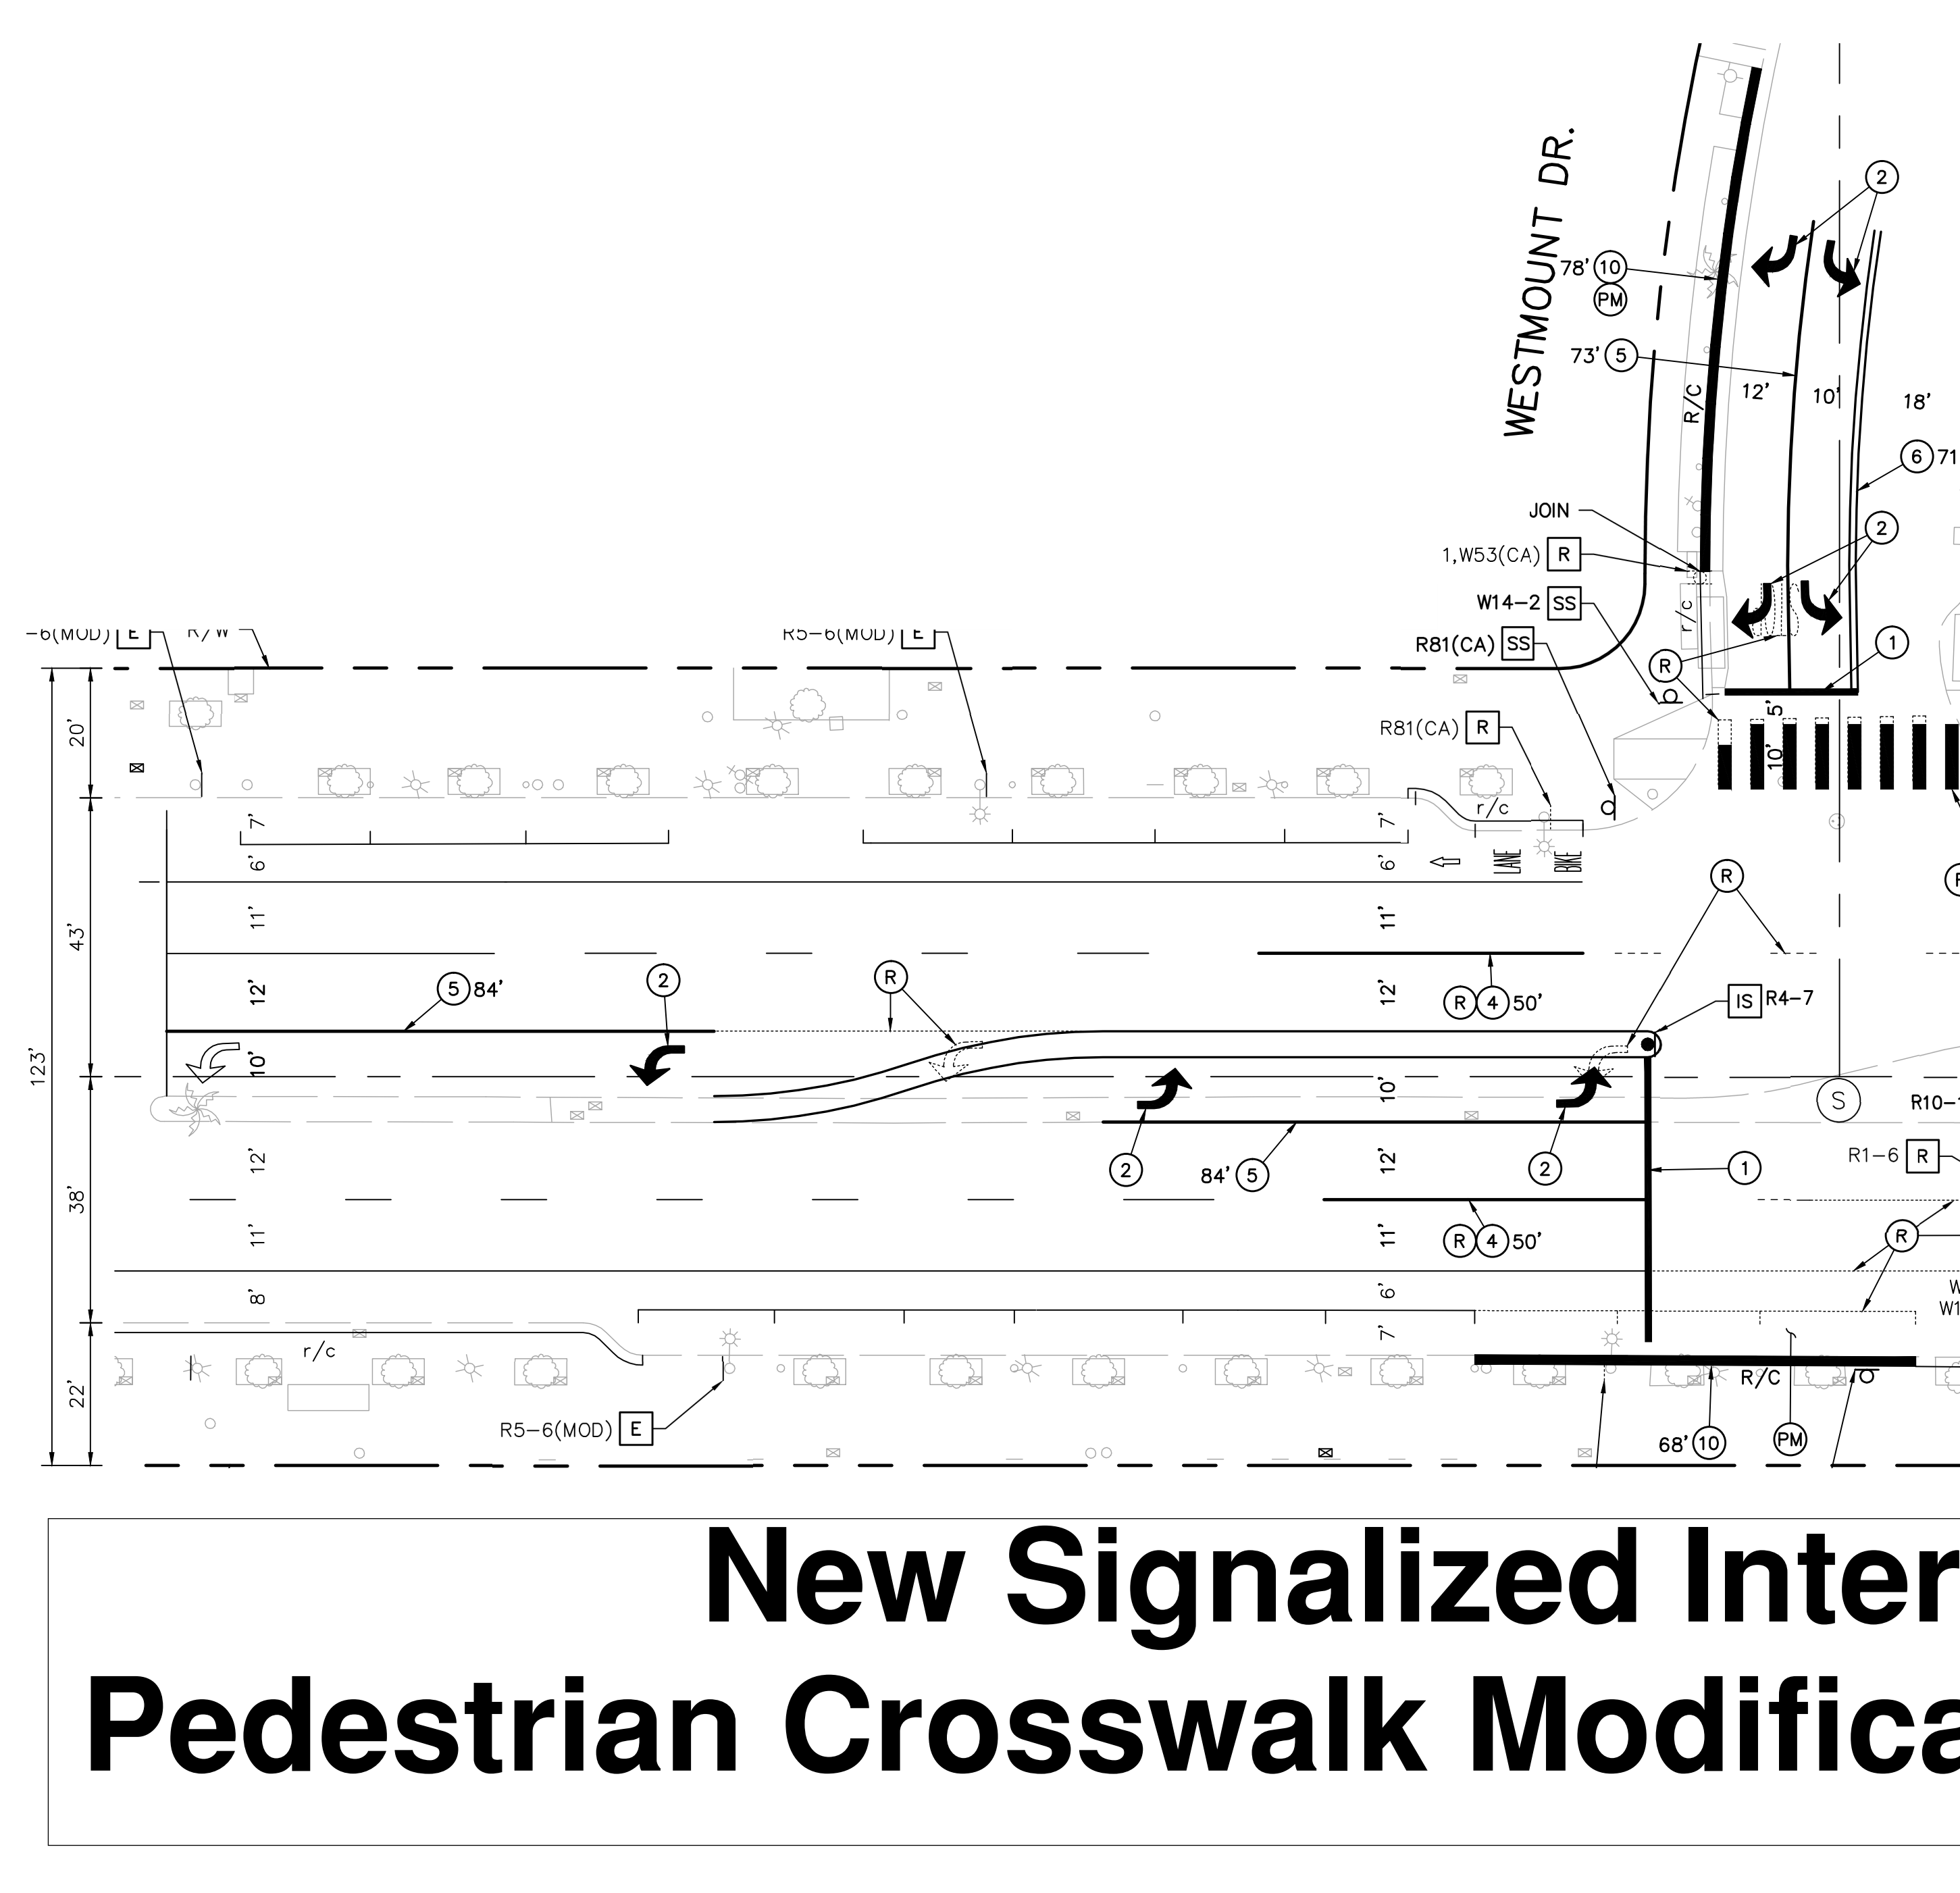 WESTMOUNT DR.
2
78' 10
PM
73' 5
R/C
12'
10'
18'
6 71
2
JOIN
1,W53(CA) R
W14-2 SS
R81(CA) SS
r/c
R
1
5'
10'
-6(MOD) E
R/W
R5-6(MOD) E
R81(CA) R
20'
7'
7'
r/c
6'
6'
LANE
BIKE
R
43'
11'
11'
5 84'
2
R
12'
12'
R 4 50'
IS R4-7
123'
10'
10'
S
R10-1
2
84' 5
2
1
R1-6 R
12'
12'
38'
11'
11'
R 4 50'
R
8'
6'
W
W1
7'
r/c
22'
R5-6(MOD) E
R/C
68' 10
PM
New Signalized Inter
Pedestrian Crosswalk Modifica